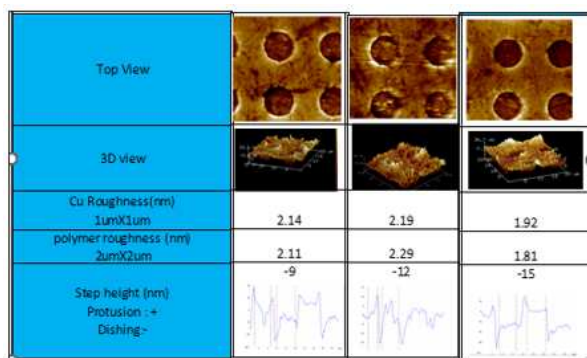 Top View
3D view
Cu Roughness(nm)
1umX1um
2.14
2.19
1.92
polymer roughness (nm)
2umX2um
2.11
2.29
1.81
Step height (nm)
Protusion : +
Dishing:-
-9
-12
-15